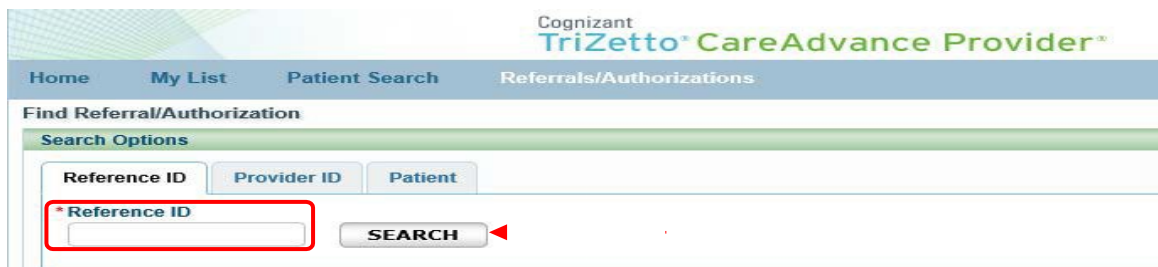 Cognizant
TriZetto® CareAdvance Provider®
Home My List Patient Search Referrals/Authorizations
Find Referral/Authorization
Search Options
Reference ID Provider ID Patient
* Reference ID
SEARCH